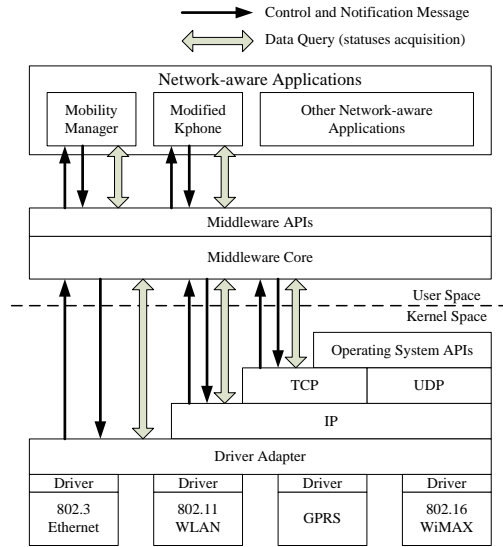 Control and Notification Message
Data Query (statuses acquisition)
Network-aware Applications
Mobility
Manager
Modified
Kphone
Other Network-aware
Applications
Middleware APIs
Middleware Core
User Space
Kernel Space
Operating System APIs
TCP
UDP
IP
Driver Adapter
Driver
Driver
Driver
Driver
802.3
Ethernet
802.11
WLAN
GPRS
802.16
WiMAX